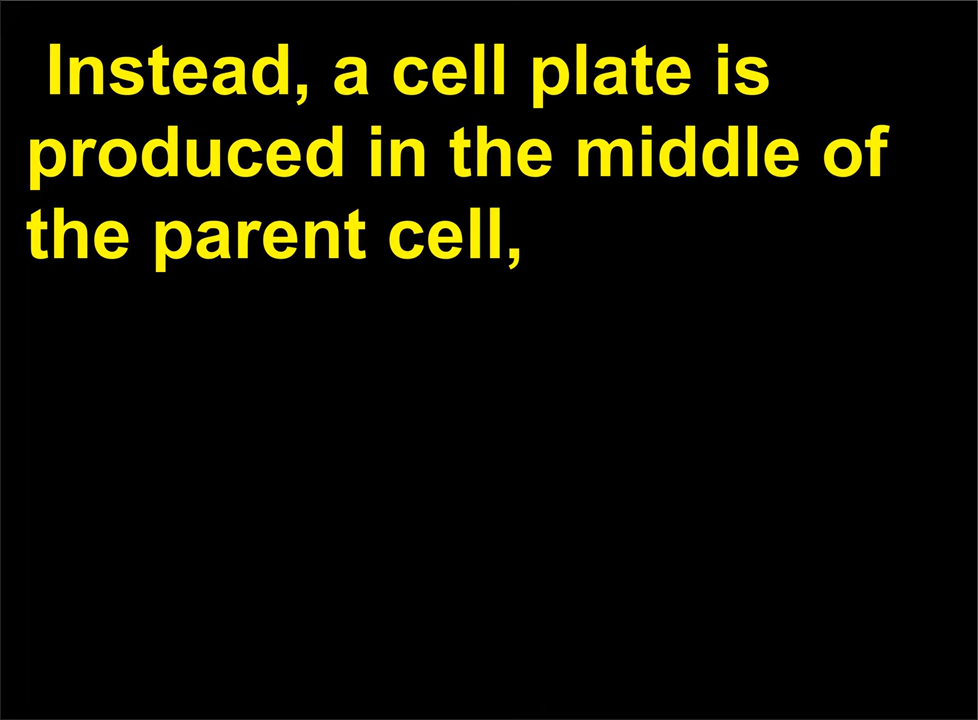 Instead, a cell plate is
produced in the middle of
the parent cell,